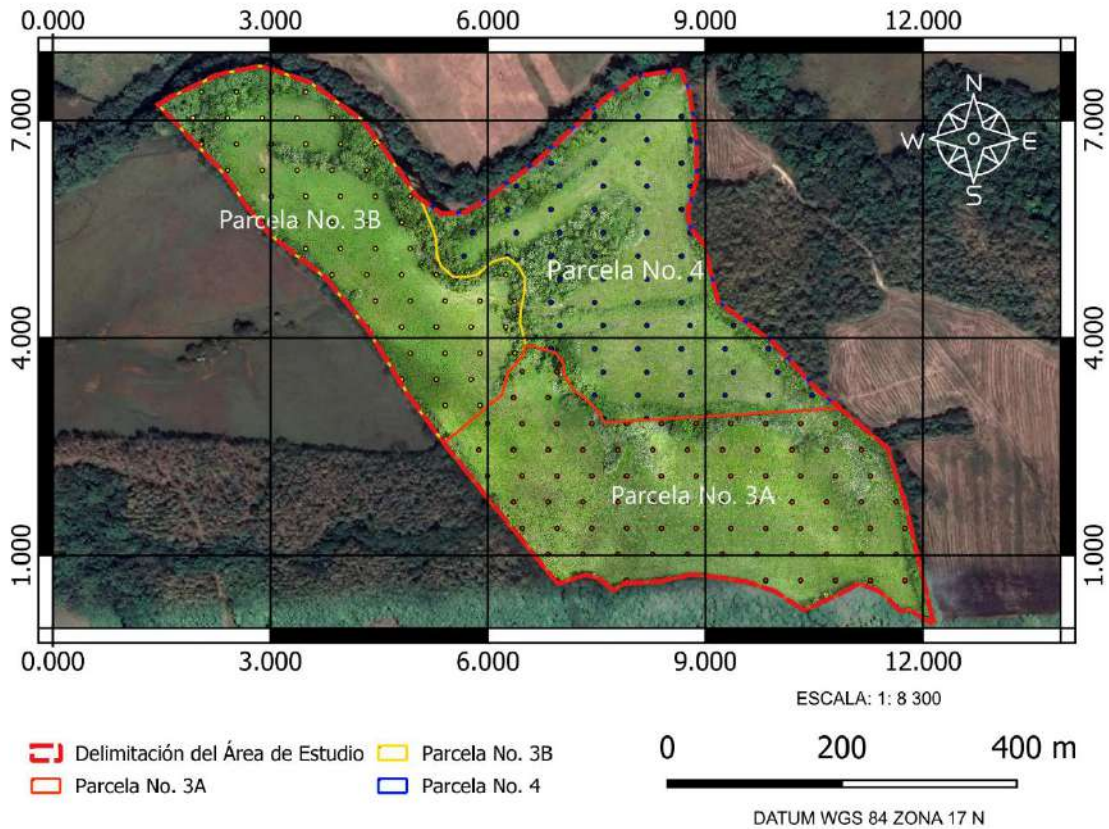 0.000 3.000 6.000 9.000 12.000
7.000
4.000
1.000
7.000
4.000
1.000
N
W E
S
Parcela No. 3B
Parcela No. 4
Parcela No. 3A
0.000 3.000 6.000 9.000 12.000
ESCALA: 1: 8 300
Delimitación del Área de Estudio
Parcela No. 3B
Parcela No. 3A
Parcela No. 4
0 200 400 m
DATUM WGS 84 ZONA 17 N